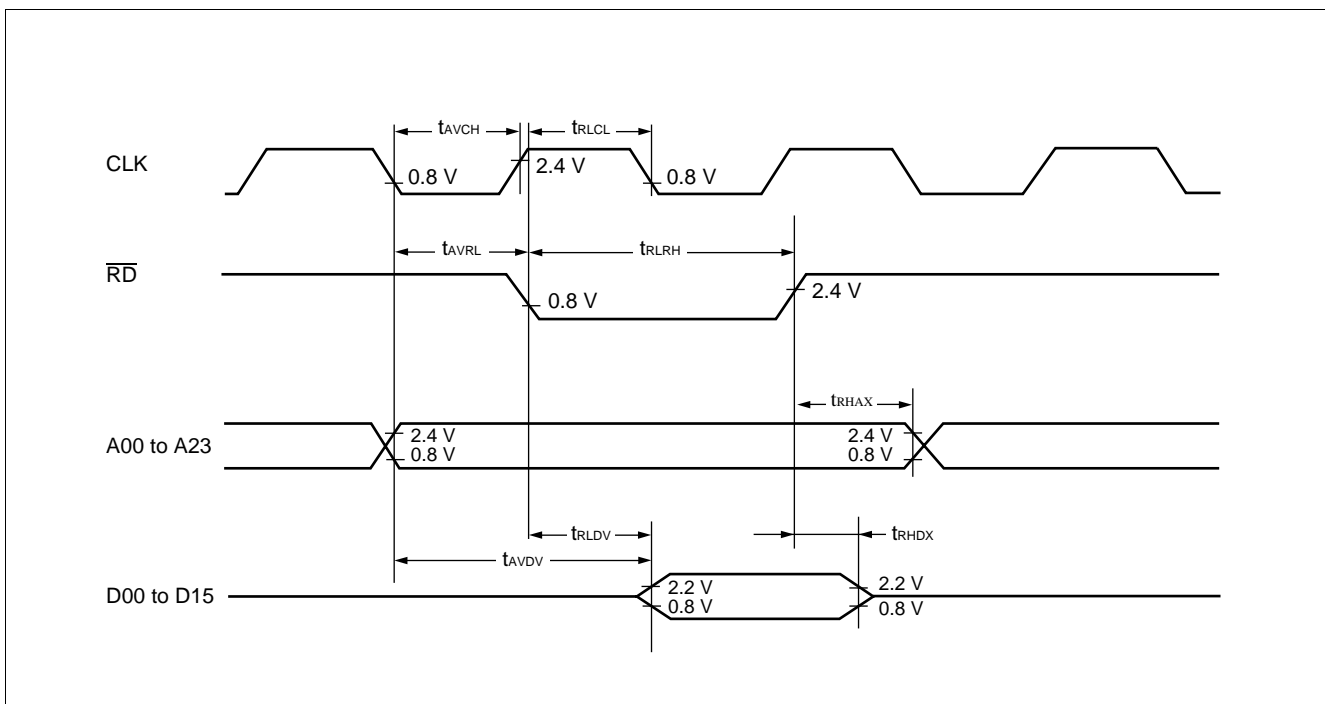 tAVCH
tRLCL
CLK
0.8 V
2.4 V
0.8 V
tAVRL
tRLRH
RD
0.8 V
2.4 V
tRHAX
A00 to A23
2.4 V
0.8 V
2.4 V
0.8 V
tRLDV
tRHDX
tAVDV
D00 to D15
2.2 V
0.8 V
2.2 V
0.8 V